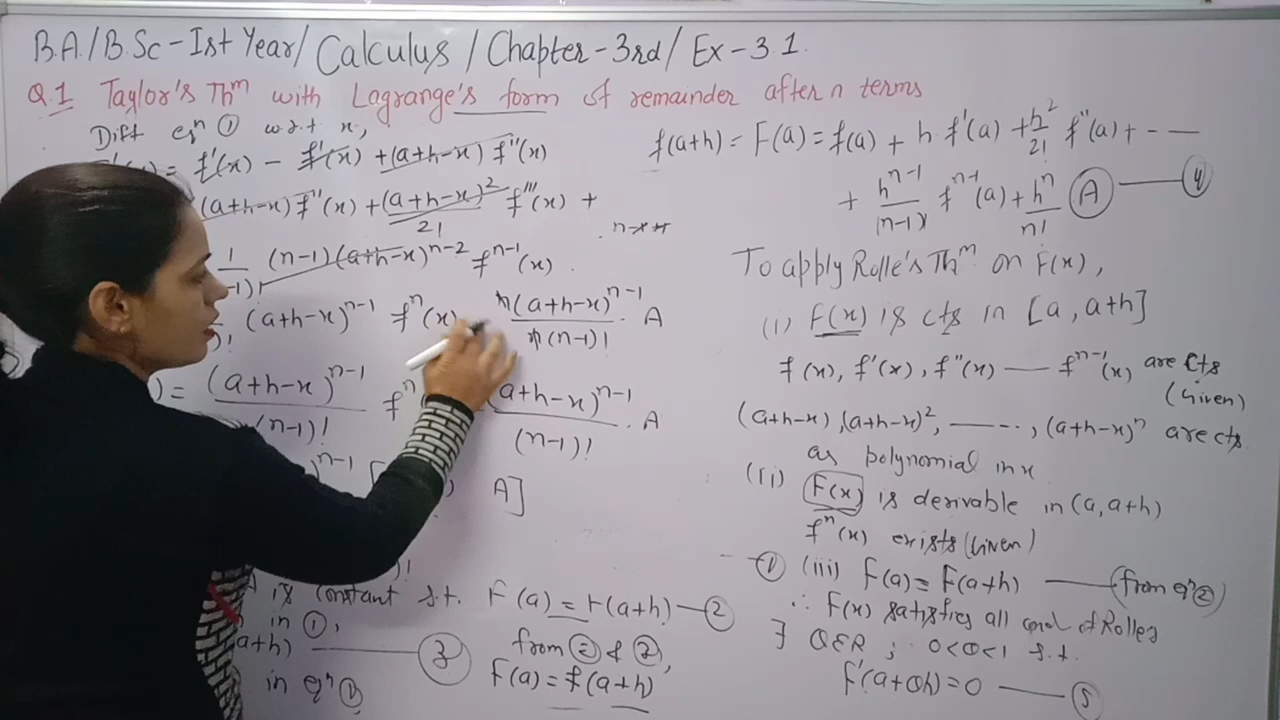 B.A./B.Sc-Ist Year/ Calculus / Chapter-3rd/ Ex-3.1.
Q.1 Taylor's Thm with Lagrange's form of remainder after n terms
Diff eqn ① w.r.t x,
= f'(x) - f'(x) + (a+h-x) f''(x)
(a+h-x) f''(x) + (a+h-x)^2/2! f'''(x) +
(n-1)(a+h-x)^{n-2} f^{n-1}(x)
(a+h-x)^{n-1} f^n(x) n(a+h-x)^{n-1}/n(n-1)! . A
= (a+h-x)^{n-1}/(n-1)! f^n (a+h-x)^{n-1}/(n-1)! . A
n-1 [ A]
is constant s.t. F(a) = F(a+h) — ②
in ①,
a+h) — ③
from ② & ③,
in eqn ①
F(a) = f(a+h)
f(a+h) = F(a) = f(a) + h f'(a) + h^2/2! f''(a) + - - -
+ h^{n-1}/(n-1)! f^{n-1}(a) + h^n/n! A — ④
To apply Rolle's Thm on F(x),
(i) F(x) is cts in [a, a+h]
f(x), f'(x), f''(x) — f^{n-1}(x) are cts
(Given)
(a+h-x), (a+h-x)^2, -----, (a+h-x)^n are cts.
as polynomial in x
(ii) F(x) is derivable in (a, a+h)
f^n(x) exists (Given)
① (iii) F(a) = F(a+h) — (from eqn ②)
∴ F(x) satisfies all cond of Rolles
∃ θ∈R ; 0<θ<1 s.t.
F'(a+θh) = 0 — ⑤